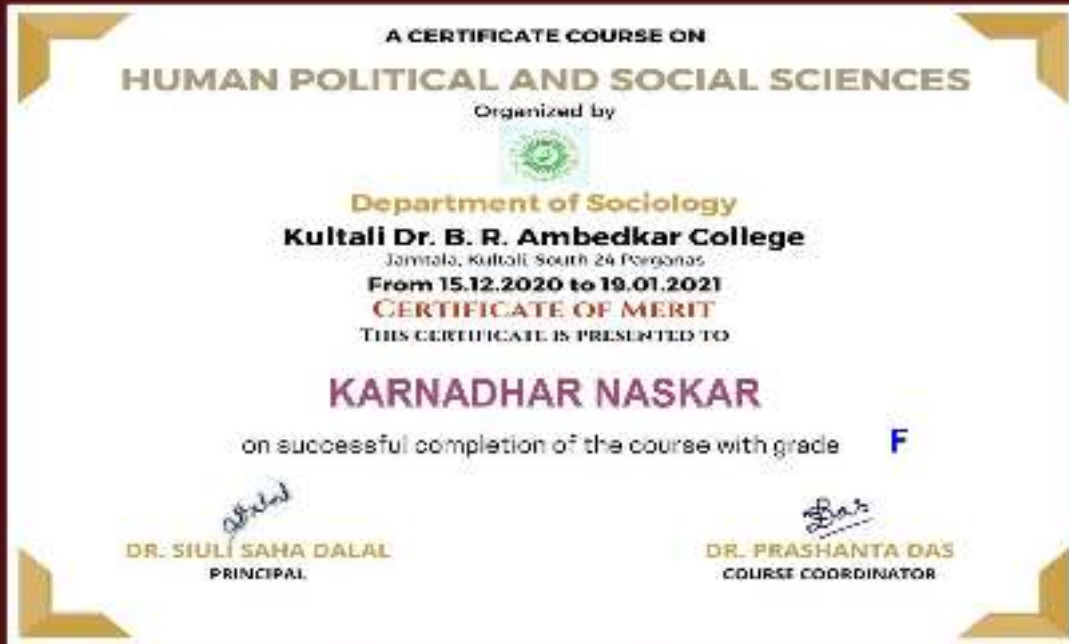 A CERTIFICATE COURSE ON
HUMAN POLITICAL AND SOCIAL SCIENCES
Organized by
Department of Sociology
Kultali Dr. B. R. Ambedkar College
Jamtala, Kultali, South 24 Parganas
From 15.12.2020 to 19.01.2021
CERTIFICATE OF MERIT
THIS CERTIFICATE IS PRESENTED TO
KARNADHAR NASKAR
on successful completion of the course with grade F
DR. SIULI SAHA DALAL
PRINCIPAL
Das
DR. PRASHANTA DAS
COURSE COORDINATOR